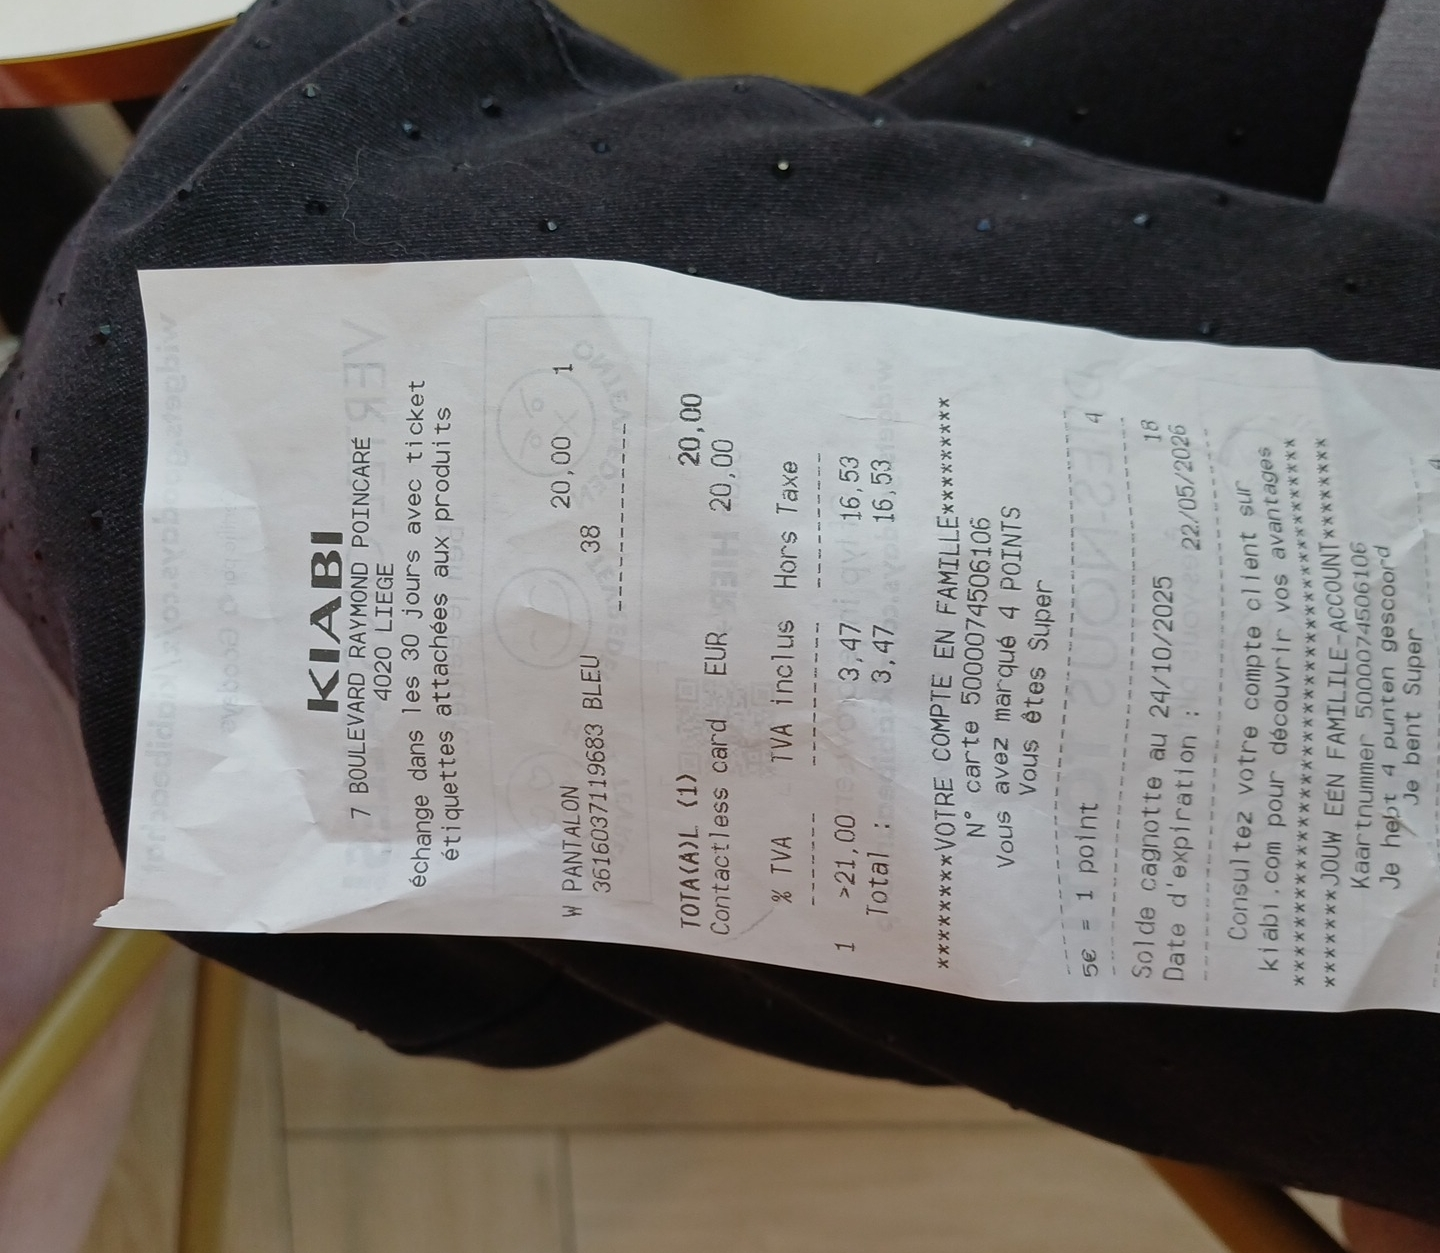 KIABI
7 BOULEVARD RAYMOND POINCARÉ
4020 LIEGE
échange dans les 30 jours avec ticket
étiquettes attachées aux produits
W PANTALON 20,00 1
3616037119683 BLEU 38
--------------------
TOTA(A)L (1) 20,00
Contactless card EUR 20,00
% TVA TVA inclus Hors Taxe
------- ----------- ----------
1 >21,00 3,47 16,53
Total : 3,47 16,53
********VOTRE COMPTE EN FAMILLE*********
N° carte 5000074506106
Vous avez marqué 4 POINTS
Vous êtes Super
----------------------------------------
5€ = 1 point 4
----------------------------------------
Solde cagnotte au 24/10/2025 18
Date d'expiration : 22/05/2026
----------------------------------------
Consultez votre compte client sur
kiabi.com pour découvrir vos avantages
****************************************
*******JOUW EEN FAMILILE-ACCOUNT********
Kaartnummer 5000074506106
Je hebt 4 punten gescoord
Je bent Super
4